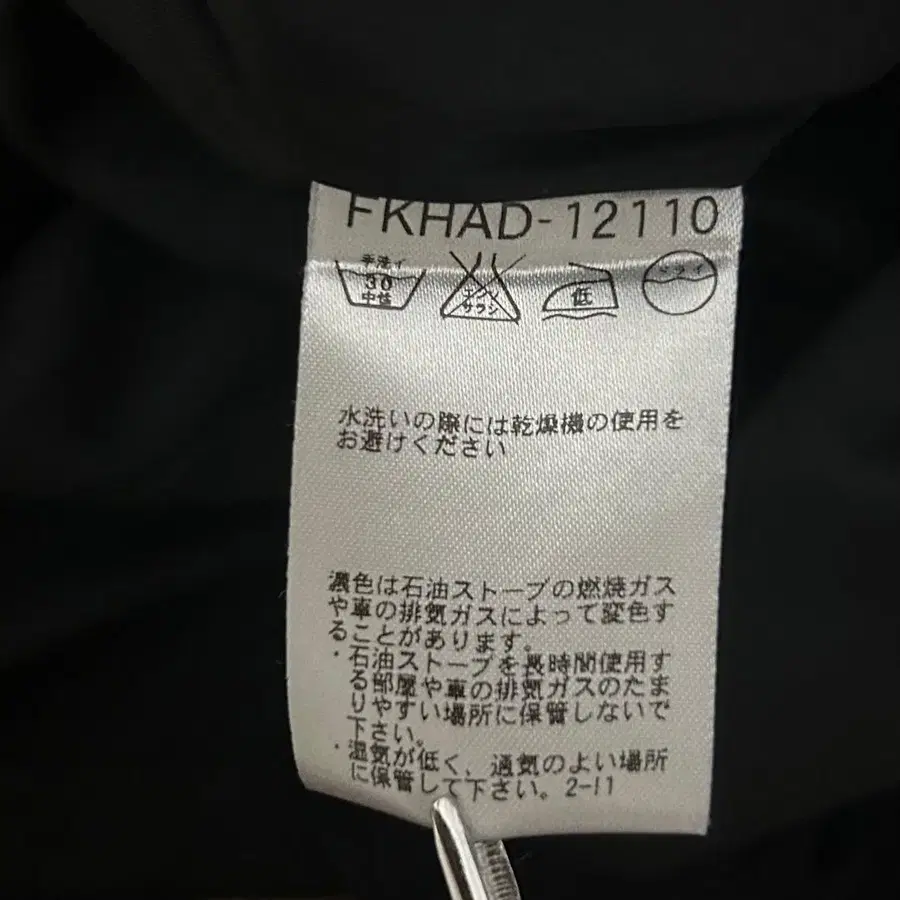 FKHAD-12110
手洗イ
30
中性
エンソ
サラシ
低
ドライ
水洗いの際には乾燥機の使用を
お避けください
濃色は石油ストーブの燃焼ガス
や車の排気ガスによって変色す
ることがあります。
・石油ストーブを長時間使用す
る部屋や車の排気ガスのたま
りやすい場所に保管しないで
下さい。
・湿気が低く、通気のよい場所
に保管して下さい。2-11